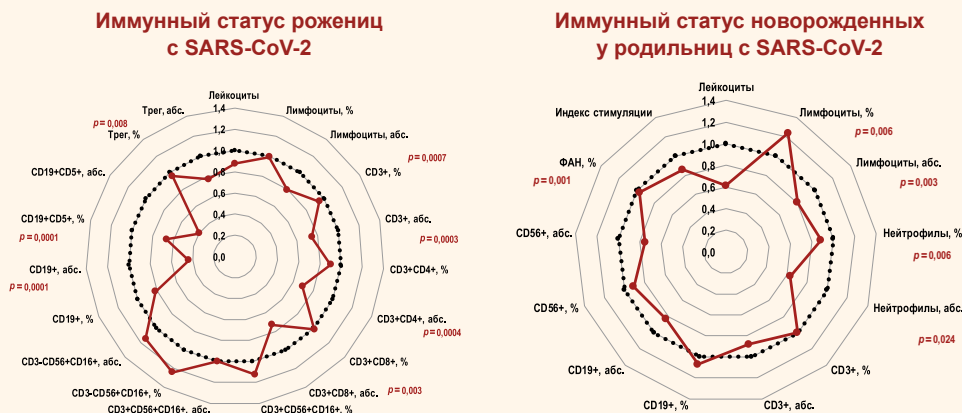 Иммунный статус рожениц
с SARS-CoV-2
Лейкоциты
1,4
1,2
1,0
0,8
0,6
0,4
0,2
0,0
Лимфоциты, %
Лимфоциты, абс.
p = 0,0007
CD3+, %
CD3+, абс.
p = 0,0003
CD3+CD4+, %
CD3+CD4+, абс.
p = 0,0004
CD3+CD8+, %
CD3+CD8+, абс.
p = 0,003
CD3+CD56+CD16+, %
CD3+CD56+CD16+, абс.
CD3-CD56+CD16+, %
CD3-CD56+CD16+, абс.
CD19+, %
CD19+, абс.
p = 0,0001
CD19+CD5+, %
p = 0,0001
CD19+CD5+, абс.
Трег, %
Трег, абс.
p = 0,008
Иммунный статус новорожденных
у родильниц с SARS-CoV-2
Лейкоциты
1,4
1,2
1,0
0,8
0,6
0,4
0,2
0,0
Лимфоциты, %
p = 0,006
Лимфоциты, абс.
p = 0,003
Нейтрофилы, %
p = 0,006
Нейтрофилы, абс.
p = 0,024
CD3+, %
CD3+, абс.
CD19+, %
CD19+, абс.
CD56+, %
CD56+, абс.
ФАН, %
p = 0,001
Индекс стимуляции